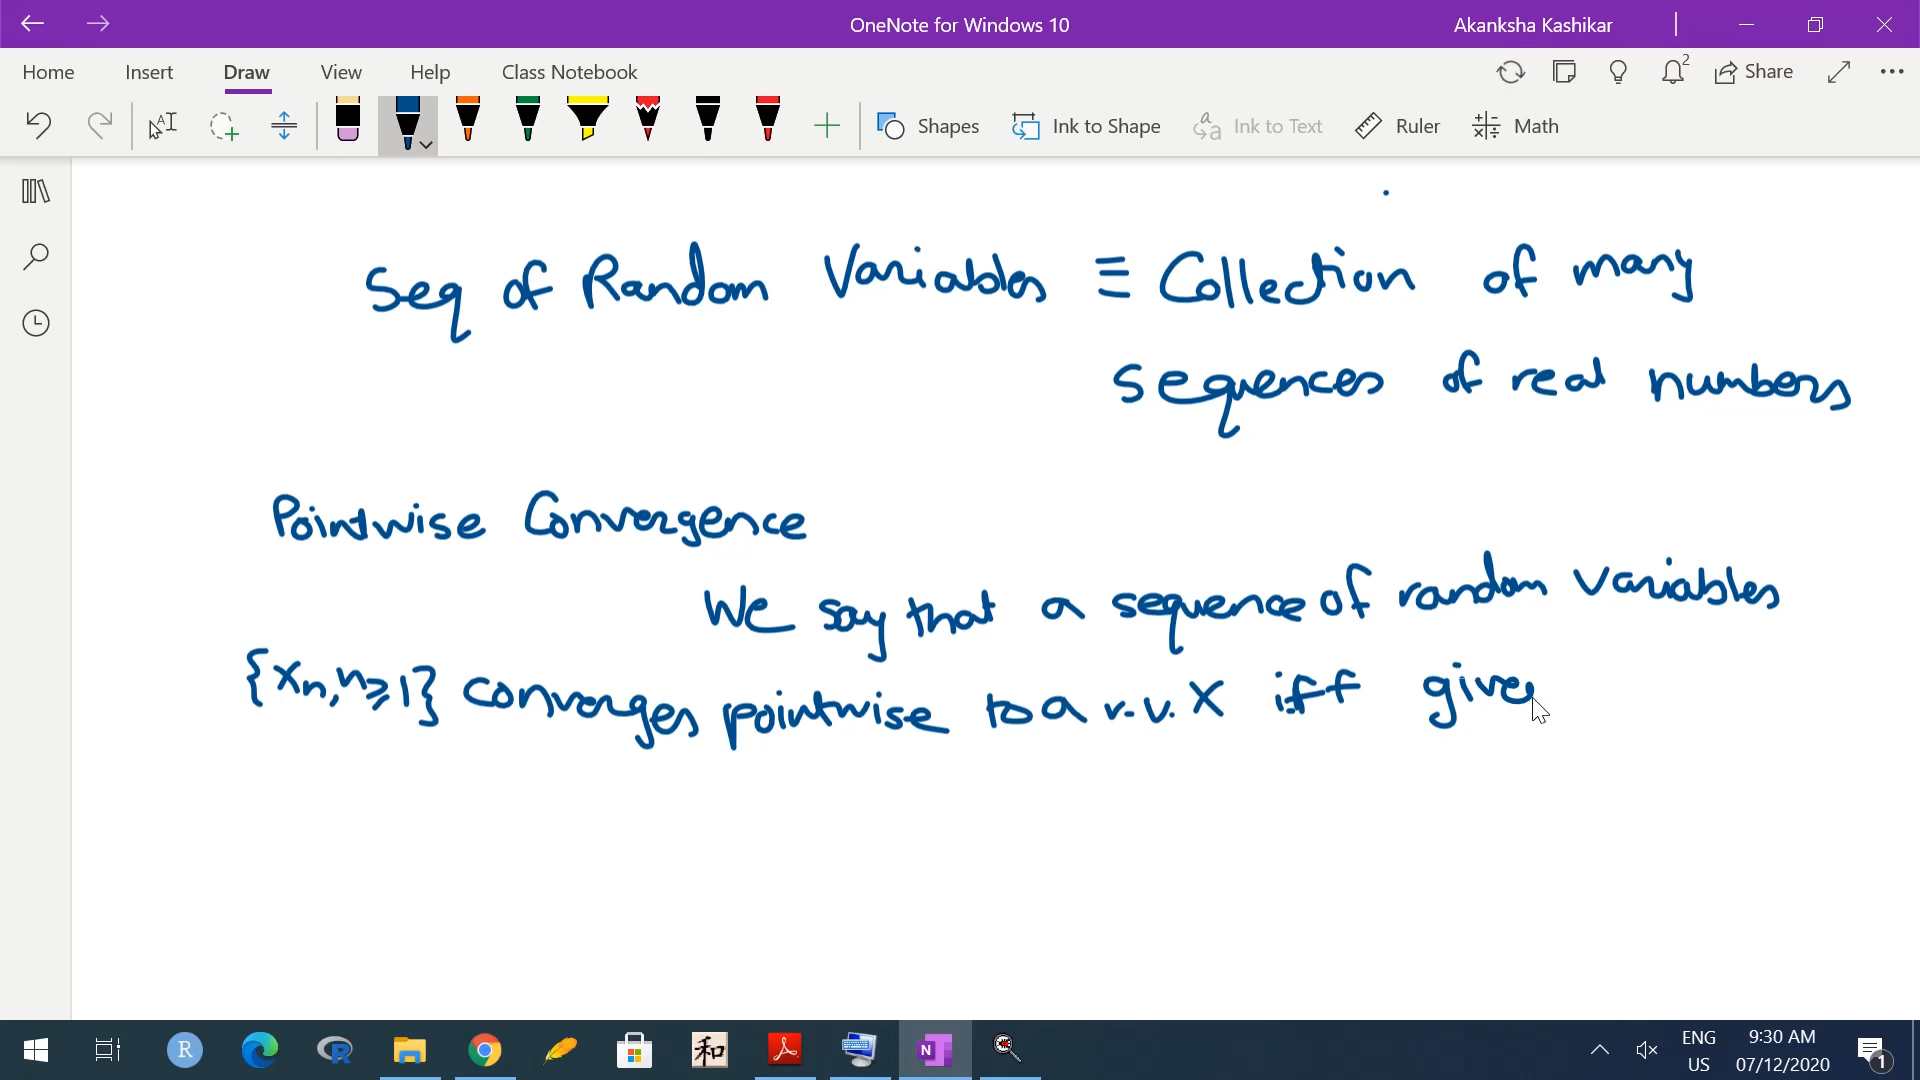 OneNote for Windows 10
Akanksha Kashikar
Home Insert Draw View Help Class Notebook
2
Share
Shapes Ink to Shape Ink to Text Ruler Math
Seq of Random Variables ≡ Collection of many
sequences of real numbers
Pointwise Convergence
We say that a sequence of random variables
{Xn, n≥1} converges pointwise to a r.v. X iff give
ENG
US
9:30 AM
07/12/2020
1